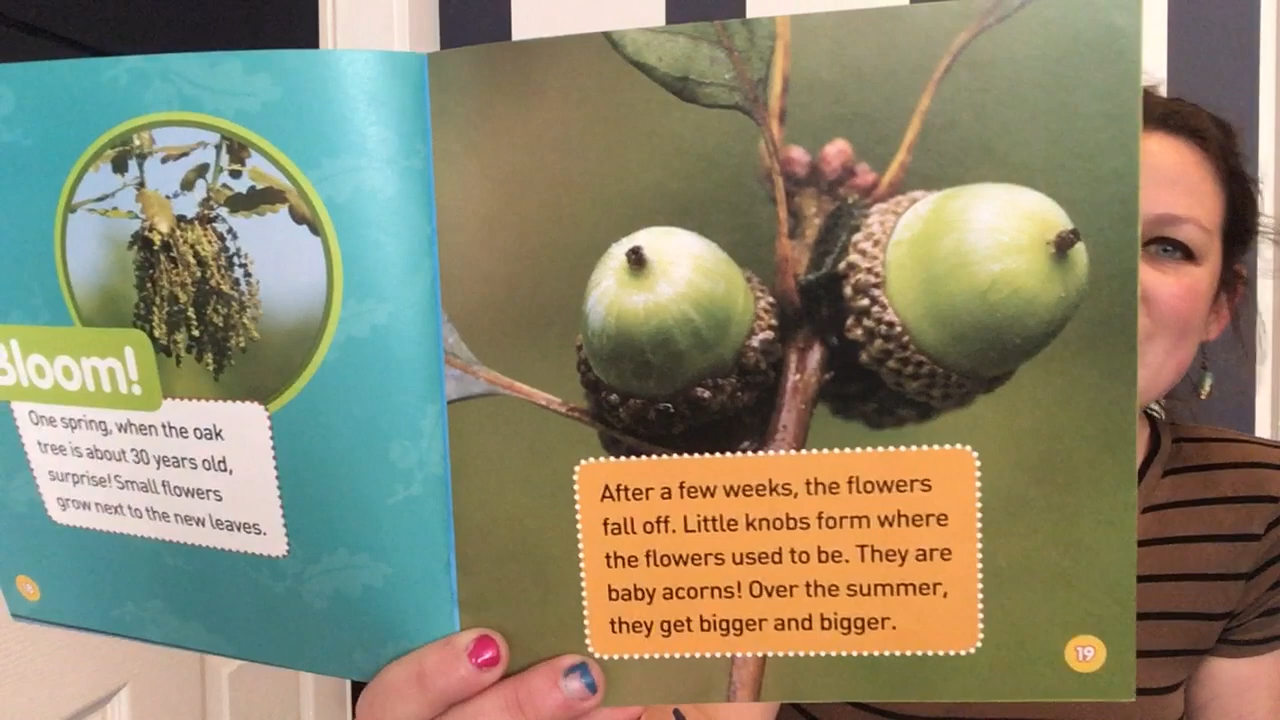 Bloom!
One spring, when the oak
tree is about 30 years old,
surprise! Small flowers
grow next to the new leaves.
18
After a few weeks, the flowers
fall off. Little knobs form where
the flowers used to be. They are
baby acorns! Over the summer,
they get bigger and bigger.
19